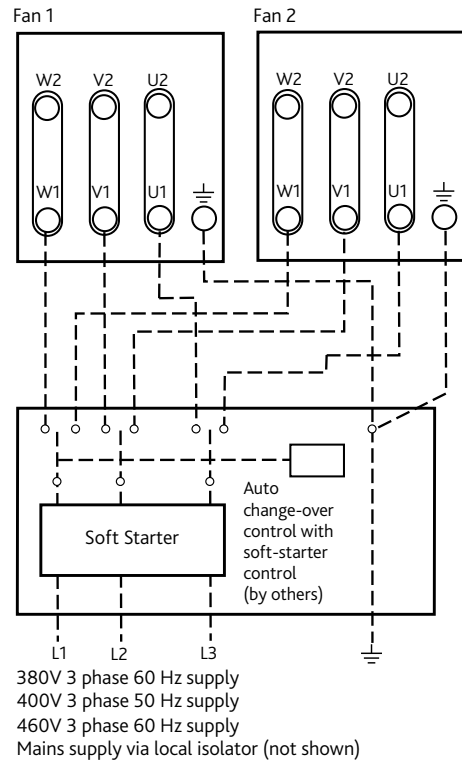 Fan 1
Fan 2
W2 V2 U2
W2 V2 U2
W1 V1 U1
W1 V1 U1
Soft Starter
Auto
change-over
control with
soft-starter
control
(by others)
L1 L2 L3
380V 3 phase 60 Hz supply
400V 3 phase 50 Hz supply
460V 3 phase 60 Hz supply
Mains supply via local isolator (not shown)